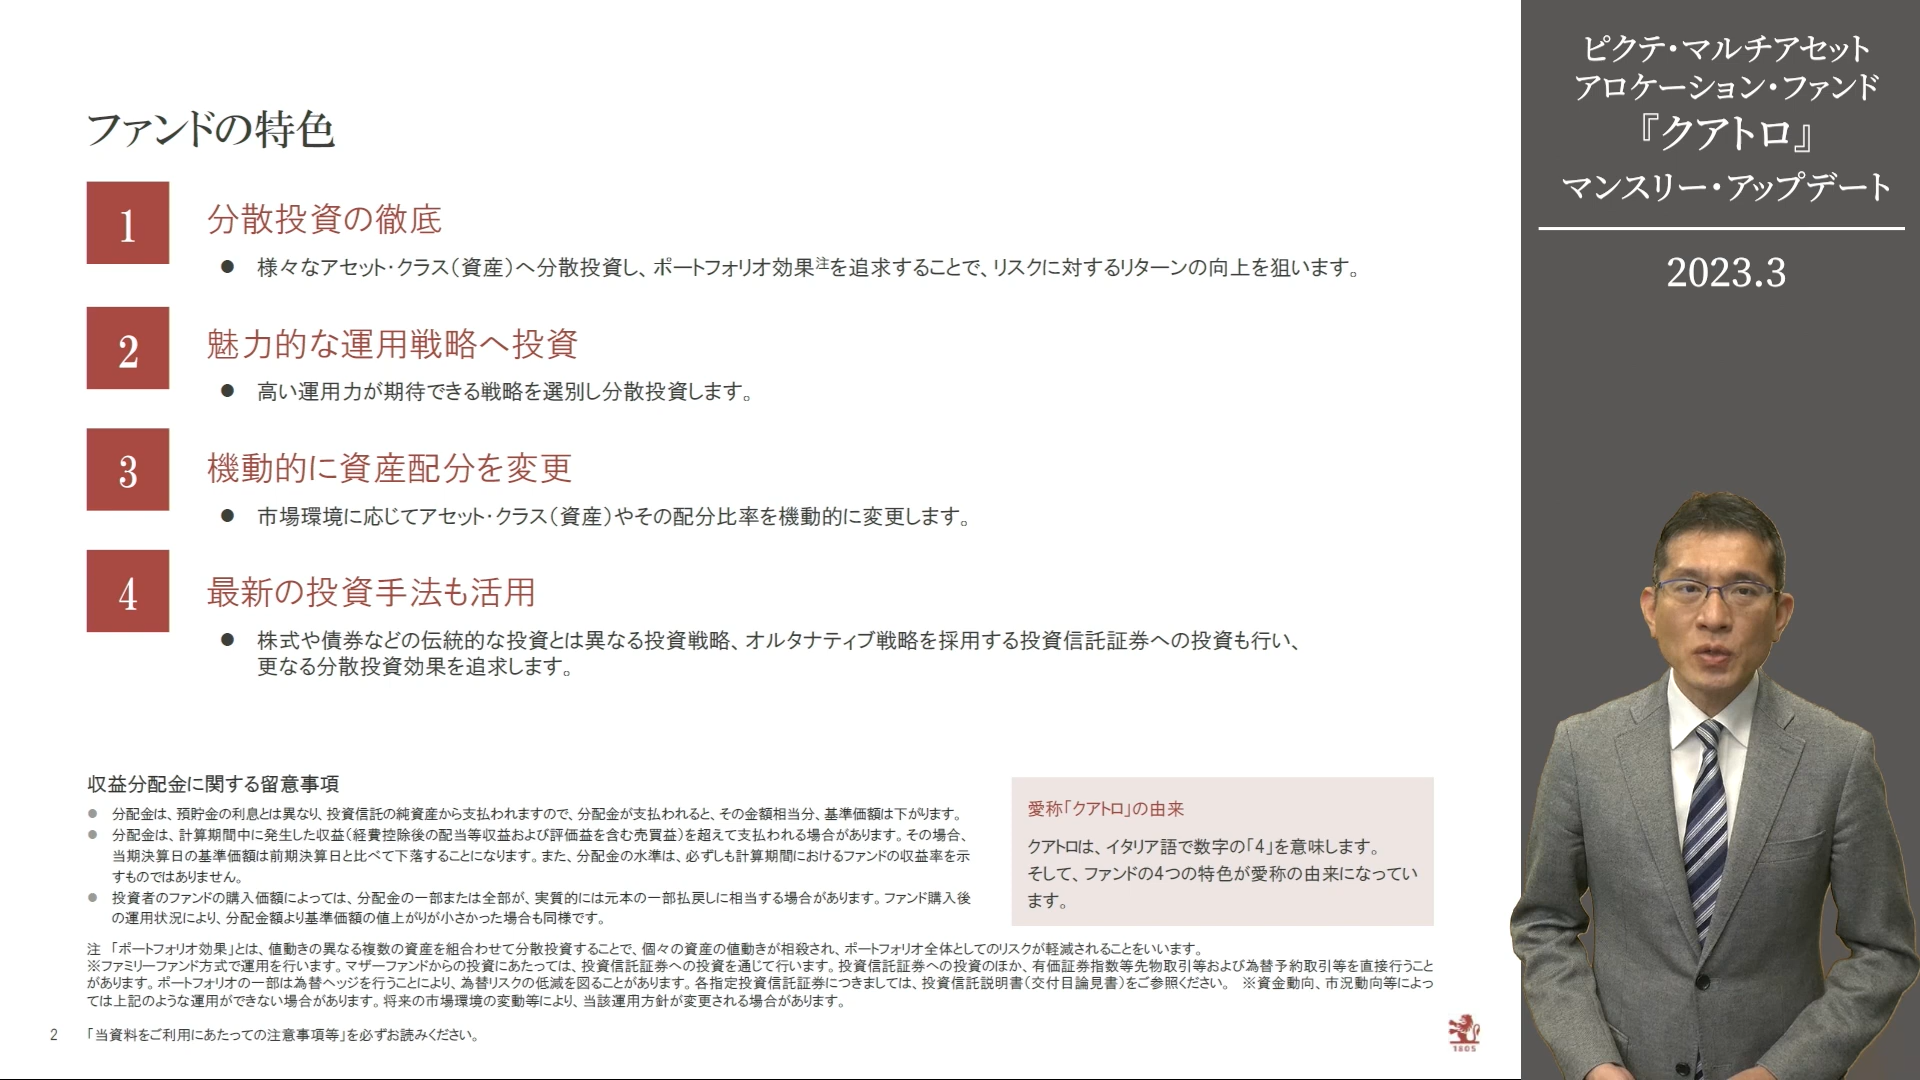 ファンドの特色
1
分散投資の徹底
● 様々なアセット・クラス（資産）へ分散投資し、ポートフォリオ効果注を追求することで、リスクに対するリターンの向上を狙います。
2
魅力的な運用戦略へ投資
● 高い運用力が期待できる戦略を選別し分散投資します。
3
機動的に資産配分を変更
● 市場環境に応じてアセット・クラス（資産）やその配分比率を機動的に変更します。
4
最新の投資手法も活用
● 株式や債券などの伝統的な投資とは異なる投資戦略、オルタナティブ戦略を採用する投資信託証券への投資も行い、
更なる分散投資効果を追求します。
収益分配金に関する留意事項
● 分配金は、預貯金の利息とは異なり、投資信託の純資産から支払われますので、分配金が支払われると、その金額相当分、基準価額は下がります。
● 分配金は、計算期間中に発生した収益（経費控除後の配当等収益および評価益を含む売買益）を超えて支払われる場合があります。その場合、
当期決算日の基準価額は前期決算日と比べて下落することになります。また、分配金の水準は、必ずしも計算期間におけるファンドの収益率を示
すものではありません。
● 投資者のファンドの購入価額によっては、分配金の一部または全部が、実質的には元本の一部払戻しに相当する場合があります。ファンド購入後
の運用状況により、分配金額より基準価額の値上がりが小さかった場合も同様です。
愛称「クアトロ」の由来
クアトロは、イタリア語で数字の「4」を意味します。
そして、ファンドの4つの特色が愛称の由来になってい
ます。
注 「ポートフォリオ効果」とは、値動きの異なる複数の資産を組合わせて分散投資することで、個々の資産の値動きが相殺され、ポートフォリオ全体としてのリスクが軽減されることをいいます。
※ファミリーファンド方式で運用を行います。マザーファンドからの投資にあたっては、投資信託証券への投資を通じて行います。投資信託証券への投資のほか、有価証券指数等先物取引等および為替予約取引等を直接行うこと
があります。ポートフォリオの一部は為替ヘッジを行うことにより、為替リスクの低減を図ることがあります。各指定投資信託証券につきましては、投資信託説明書（交付目論見書）をご参照ください。 ※資金動向、市況動向等によっ
ては上記のような運用ができない場合があります。将来の市場環境の変動等により、当該運用方針が変更される場合があります。
2 「当資料をご利用にあたっての注意事項等」を必ずお読みください。
1805
ピクテ・マルチアセット
アロケーション・ファンド
『クアトロ』
マンスリー・アップデート
2023.3